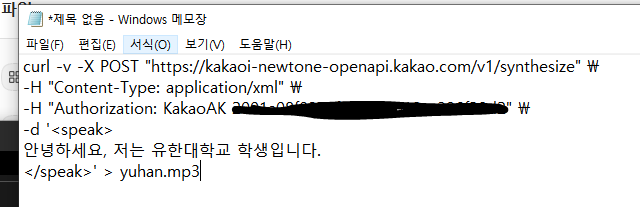 파일
*제목 없음 - Windows 메모장
파일(F) 편집(E) 서식(O) 보기(V) 도움말(H)
curl -v -X POST "https://kakaoi-newtone-openapi.kakao.com/v1/synthesize" ₩
-H "Content-Type: application/xml" ₩
-H "Authorization: KakaoAK " ₩
-d '<speak>
안녕하세요, 저는 유한대학교 학생입니다.
</speak>' > yuhan.mp3